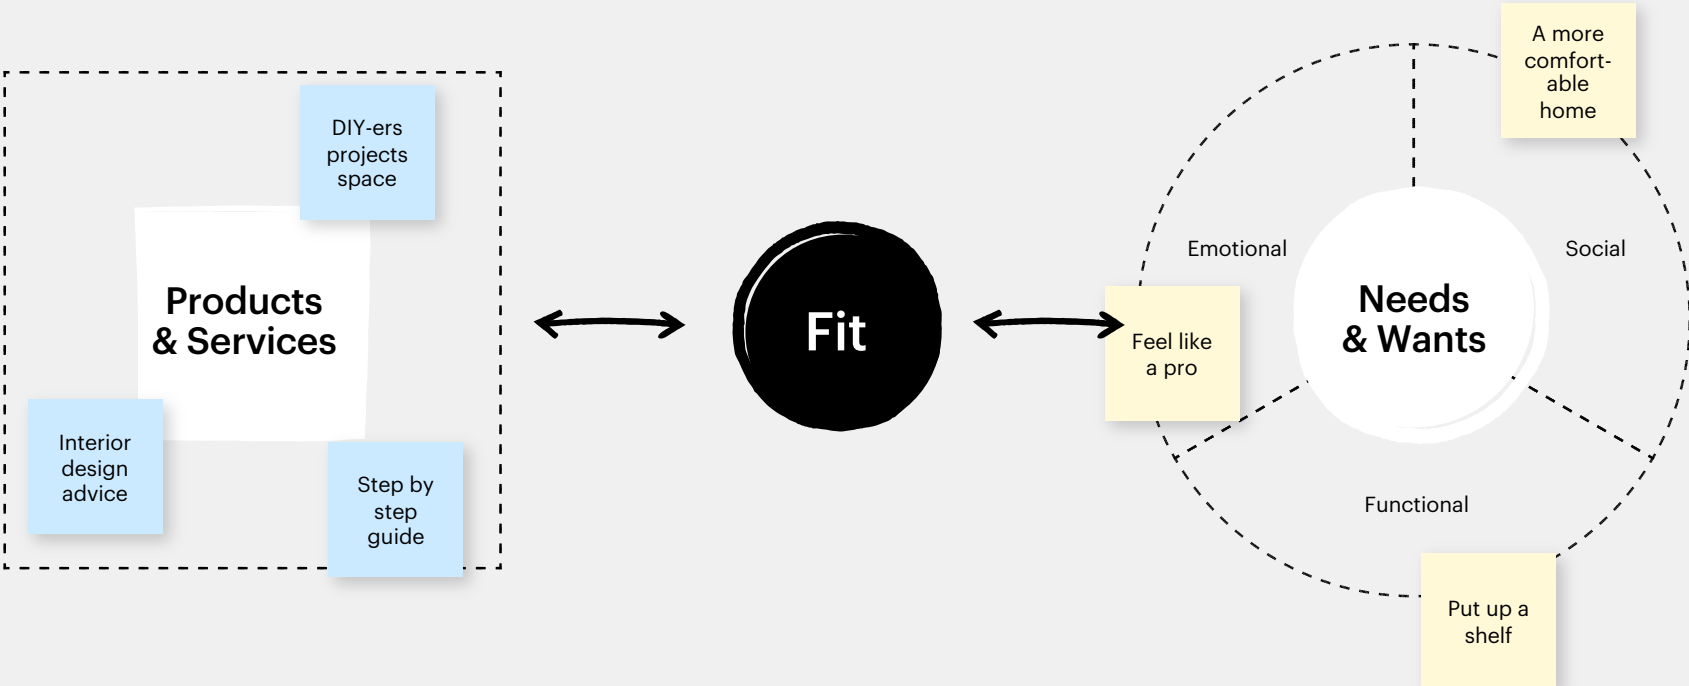 DIY-ers
projects
space
Products
& Services
Interior
design
advice
Step by
step
guide
Fit
A more
comfort-
able
home
Emotional
Social
Needs
& Wants
Feel like
a pro
Functional
Put up a
shelf